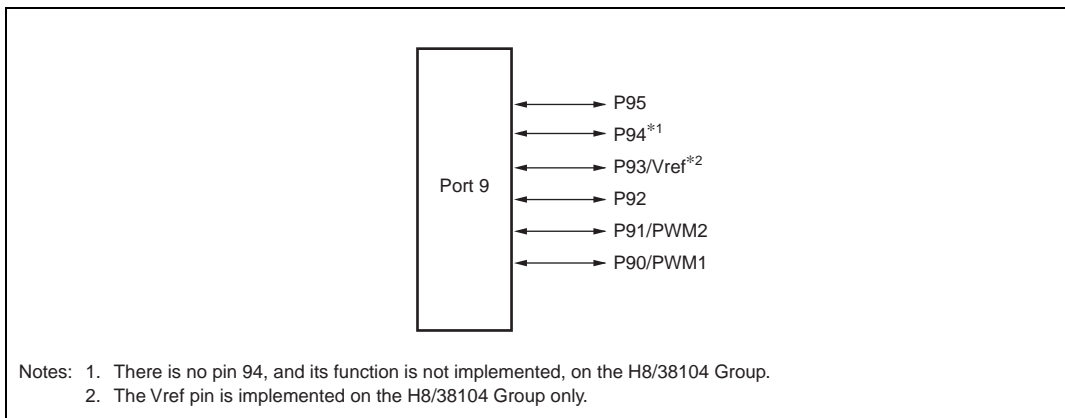 Port 9
P95
P94*1
P93/Vref*2
P92
P91/PWM2
P90/PWM1
Notes: 1. There is no pin 94, and its function is not implemented, on the H8/38104 Group.
2. The Vref pin is implemented on the H8/38104 Group only.